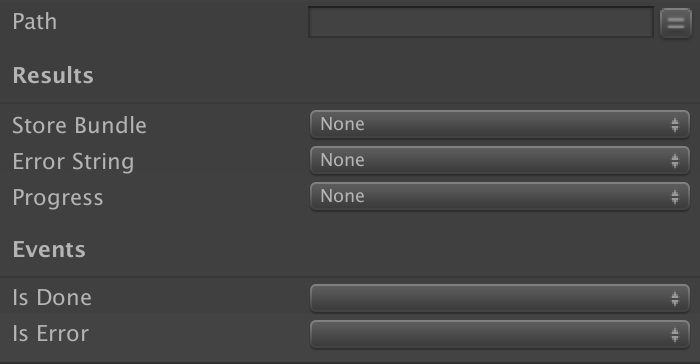 Path
Results
Store Bundle None
Error String None
Progress None
Events
Is Done
Is Error